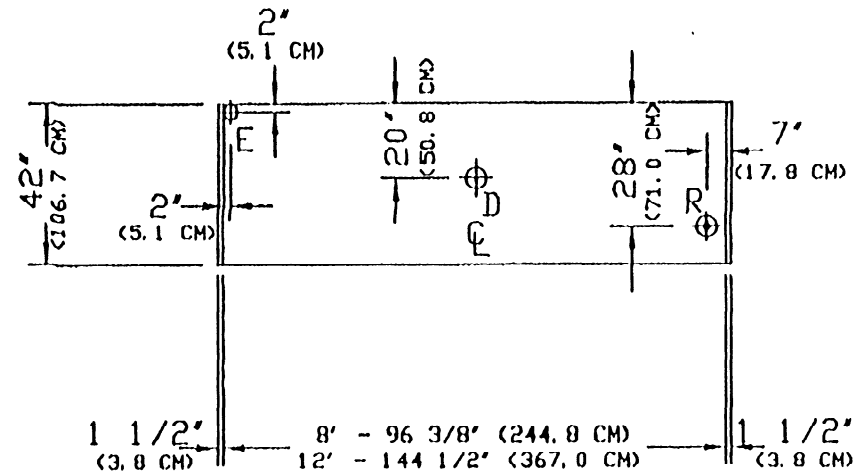 2"
(5.1 CM)
42"
(106.7 CM)
E
20"
(50.8 CM)
28"
(71.0 CM)
7"
(17.8 CM)
2"
(5.1 CM)
D
℄
R
1 1/2"
(3.8 CM)
8' - 96 3/8" (244.8 CM)
12' - 144 1/2" (367.0 CM)
1 1/2"
(3.8 CM)